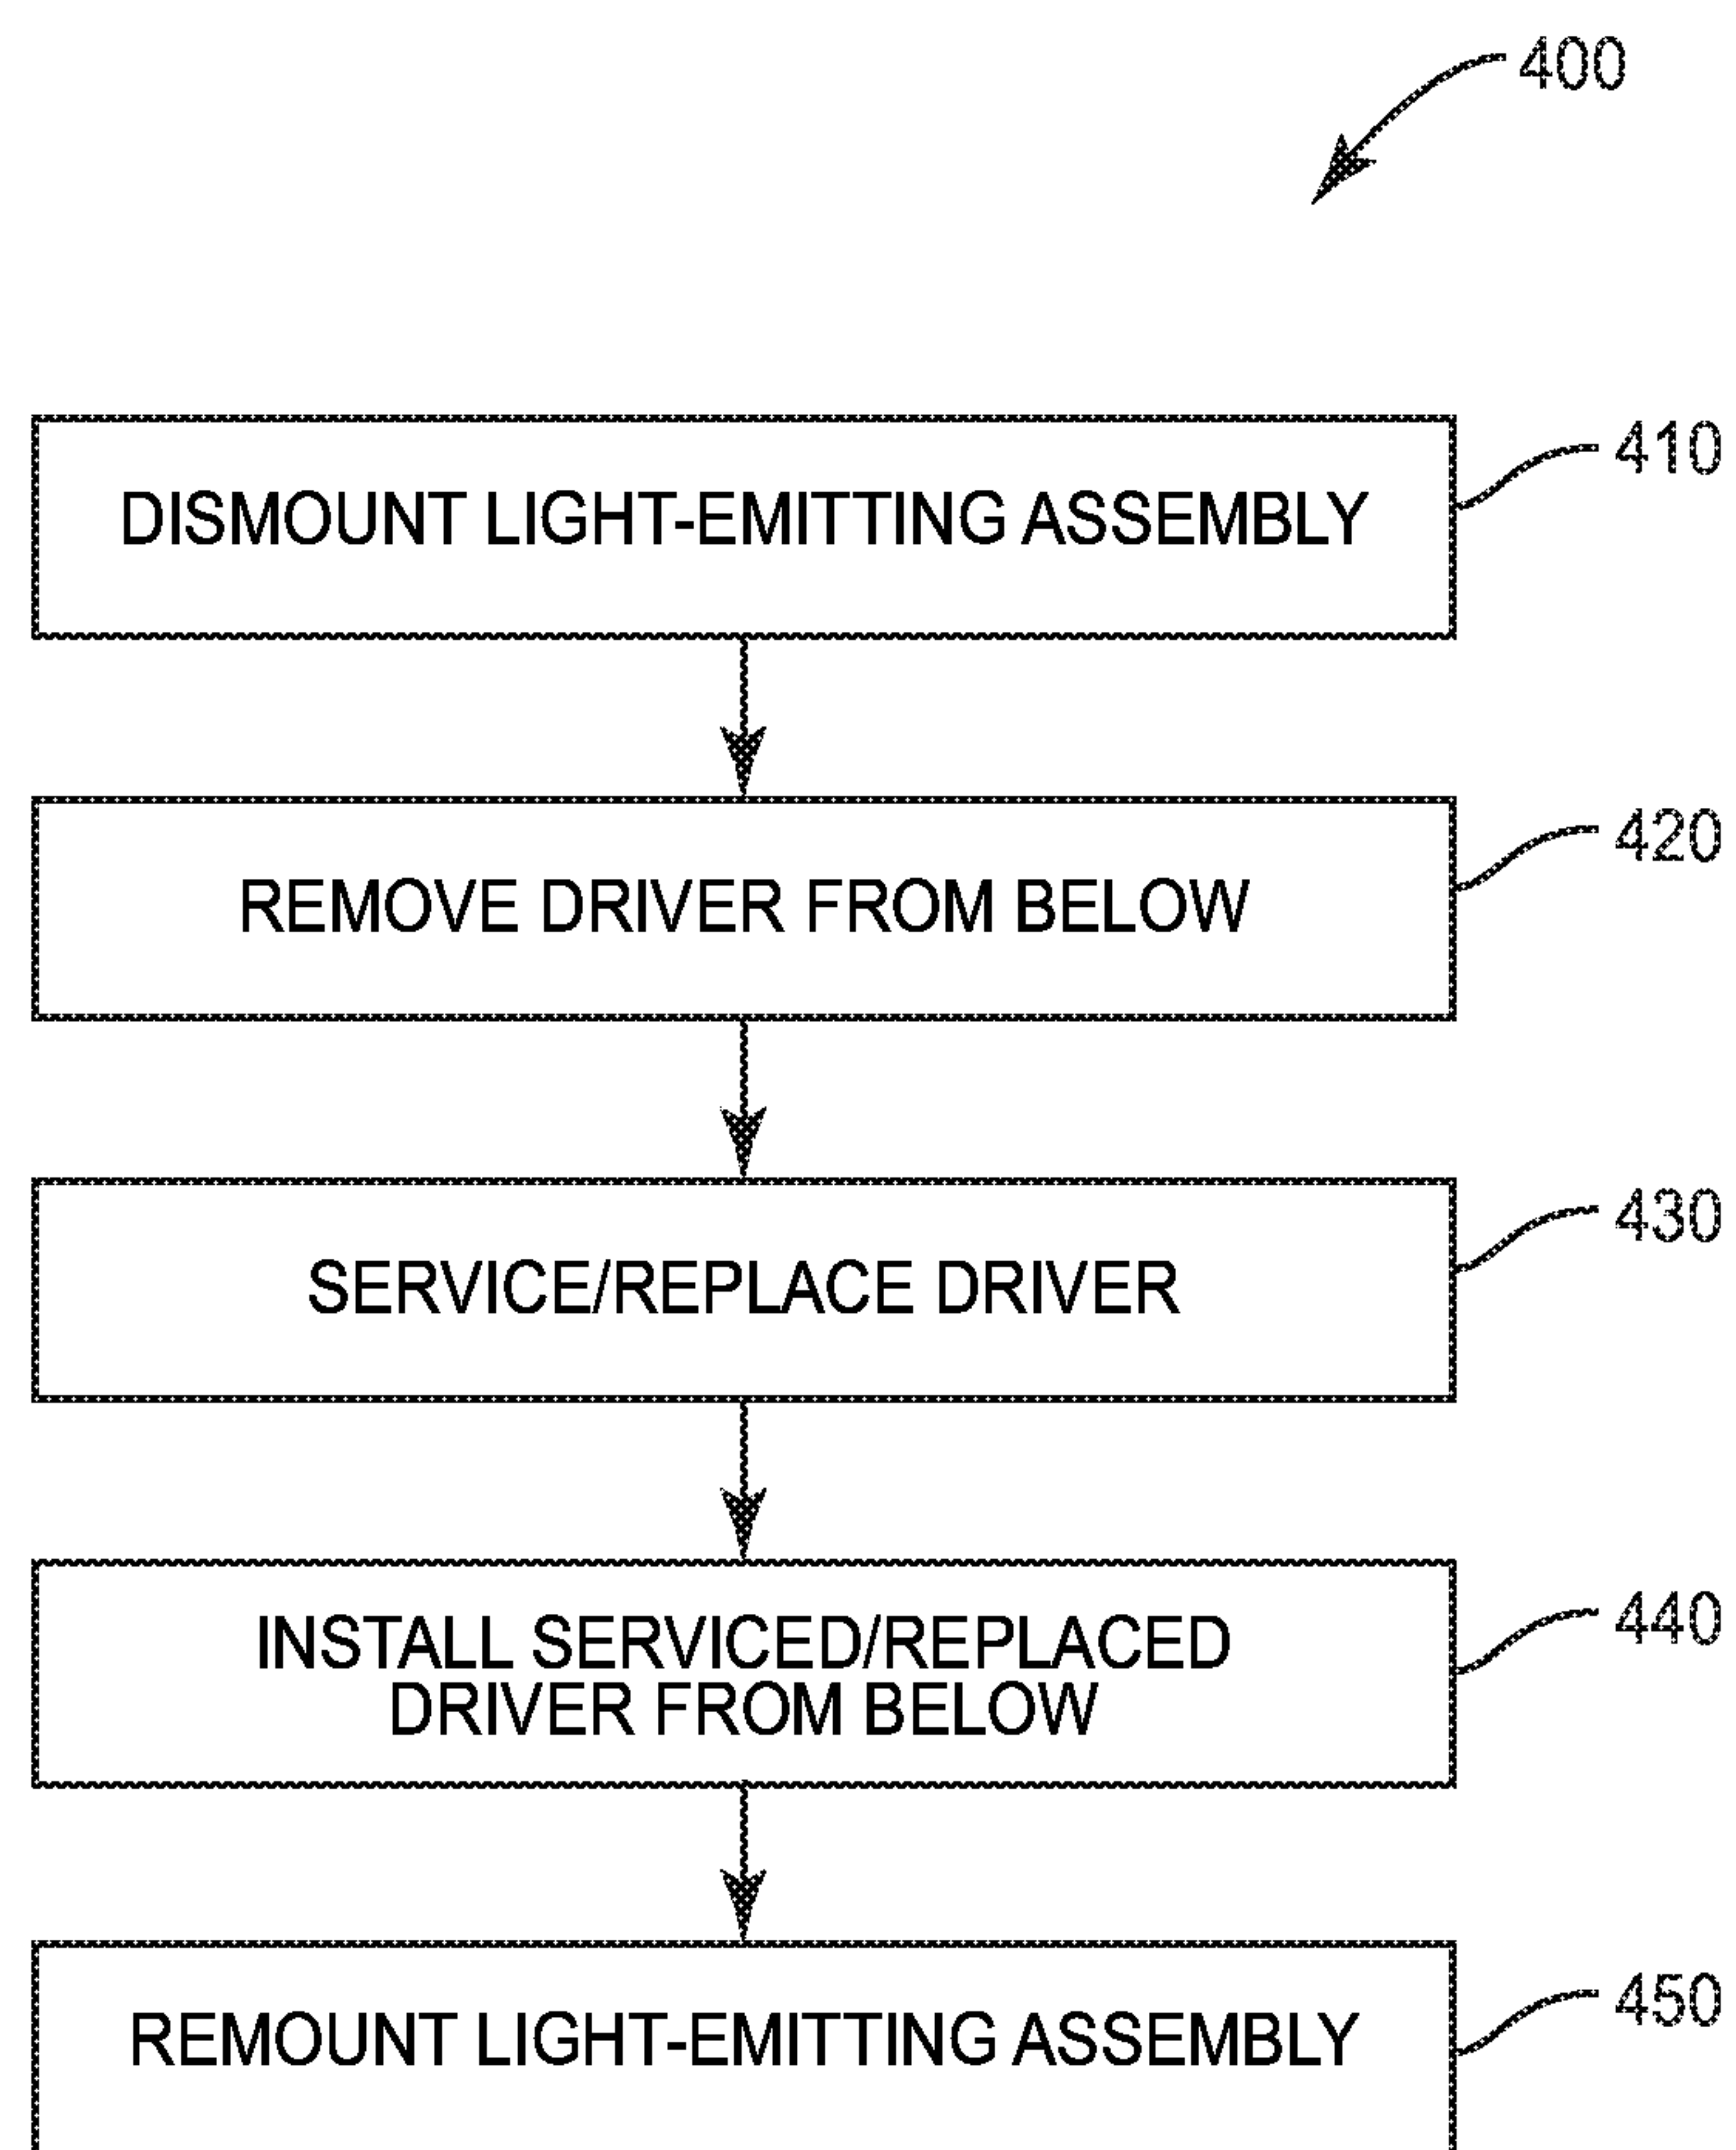 400
DISMOUNT LIGHT-EMITTING ASSEMBLY
410
REMOVE DRIVER FROM BELOW
420
SERVICE/REPLACE DRIVER
430
INSTALL SERVICED/REPLACED
DRIVER FROM BELOW
440
REMOUNT LIGHT-EMITTING ASSEMBLY
450